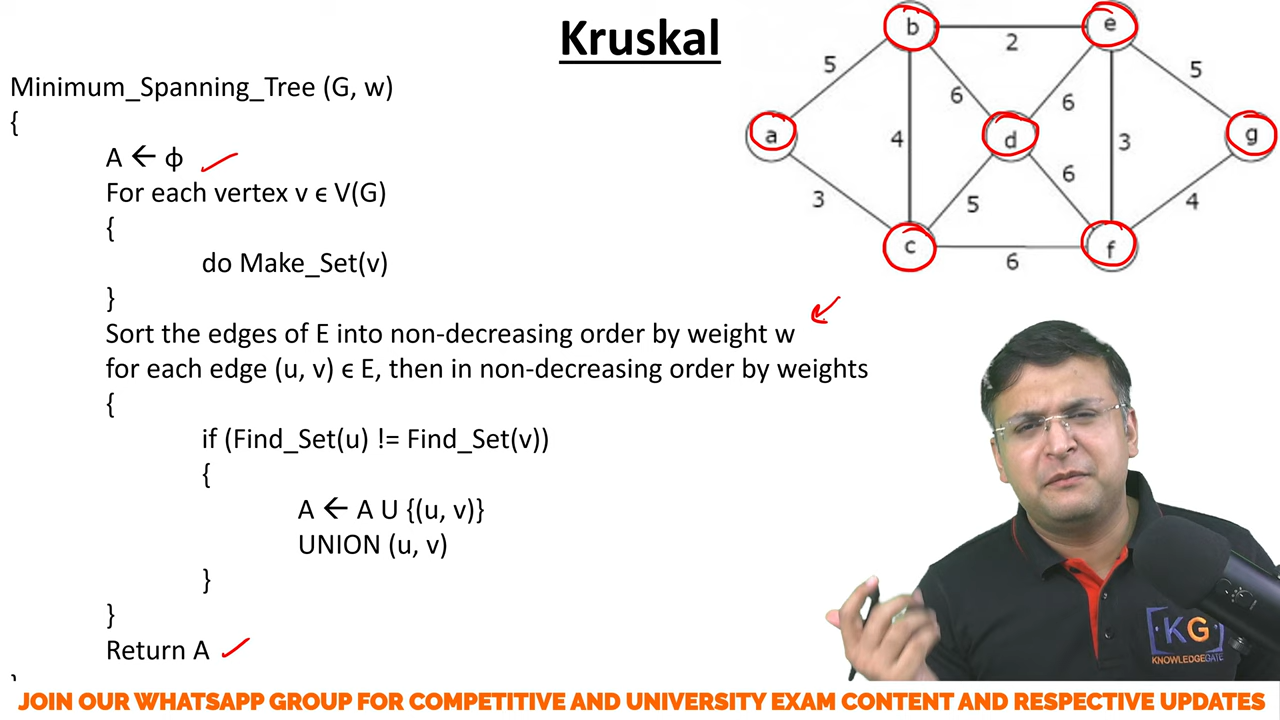 Kruskal
Minimum_Spanning_Tree (G, w)
{
A ← ϕ
For each vertex v ϵ V(G)
{
do Make_Set(v)
}
Sort the edges of E into non-decreasing order by weight w
for each edge (u, v) ϵ E, then in non-decreasing order by weights
{
if (Find_Set(u) != Find_Set(v))
{
A ← A U {(u, v)}
UNION (u, v)
}
}
Return A
}
b
2
e
5
6
6
5
a
4
d
3
g
3
5
6
4
c
6
f
KG
KNOWLEDGEGATE
JOIN OUR WHATSAPP GROUP FOR COMPETITIVE AND UNIVERSITY EXAM CONTENT AND RESPECTIVE UPDATES